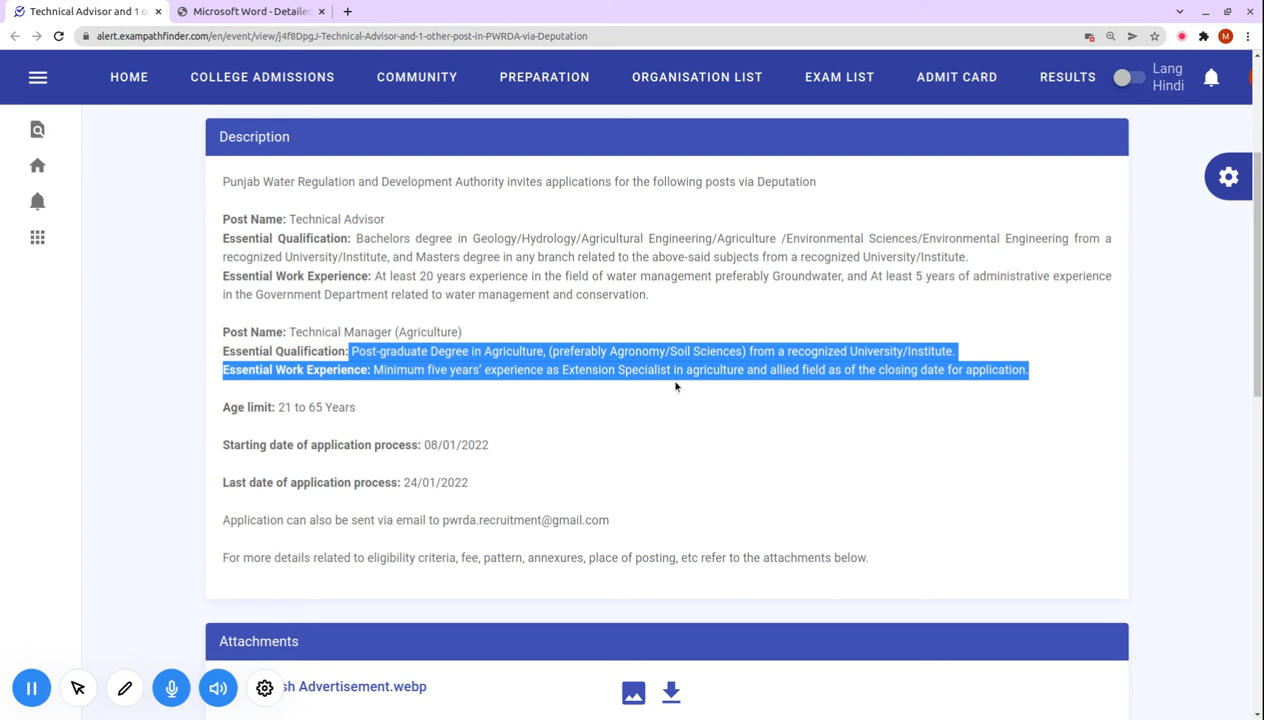 Technical Advisor and 1 o
Microsoft Word - Detailed
alert.exampathfinder.com/en/event/view/j4f8DpgJ-Technical-Advisor-and-1-other-post-in-PWRDA-via-Deputation
M
HOME COLLEGE ADMISSIONS COMMUNITY PREPARATION ORGANISATION LIST EXAM LIST ADMIT CARD RESULTS Lang Hindi
Description
Punjab Water Regulation and Development Authority invites applications for the following posts via Deputation
Post Name: Technical Advisor
Essential Qualification: Bachelors degree in Geology/Hydrology/Agricultural Engineering/Agriculture /Environmental Sciences/Environmental Engineering from a
recognized University/Institute, and Masters degree in any branch related to the above-said subjects from a recognized University/Institute.
Essential Work Experience: At least 20 years experience in the field of water management preferably Groundwater, and At least 5 years of administrative experience
in the Government Department related to water management and conservation.
Post Name: Technical Manager (Agriculture)
Essential Qualification: Post-graduate Degree in Agriculture, (preferably Agronomy/Soil Sciences) from a recognized University/Institute.
Essential Work Experience: Minimum five years' experience as Extension Specialist in agriculture and allied field as of the closing date for application.
Age limit: 21 to 65 Years
Starting date of application process: 08/01/2022
Last date of application process: 24/01/2022
Application can also be sent via email to pwrda.recruitment@gmail.com
For more details related to eligibility criteria, fee, pattern, annexures, place of posting, etc refer to the attachments below.
Attachments
sh Advertisement.webp